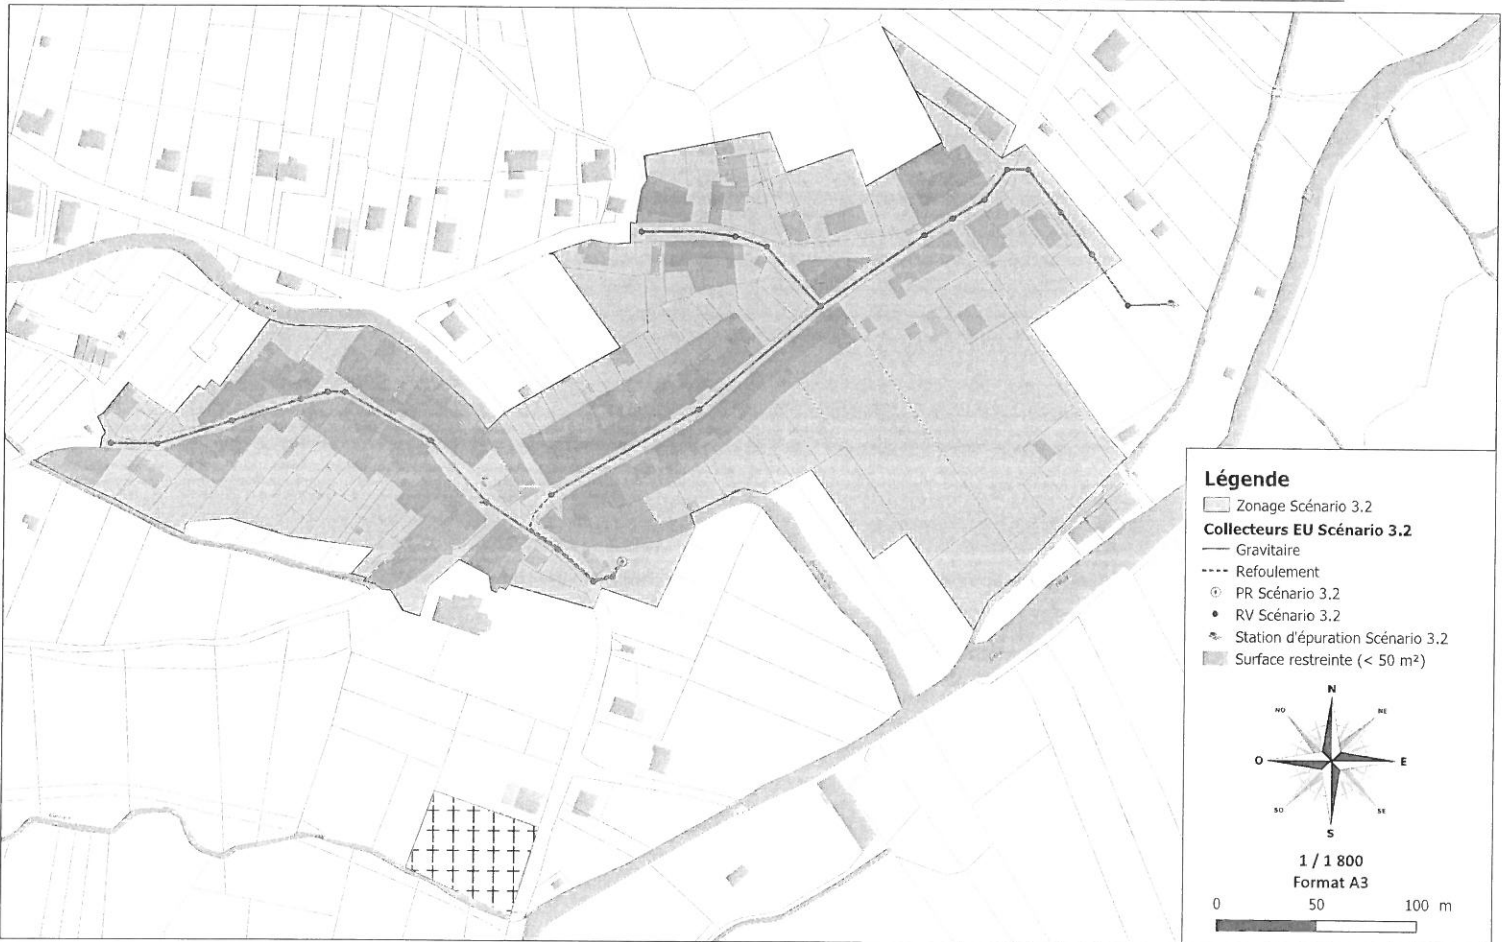 Légende
Zonage Scénario 3.2
Collecteurs EU Scénario 3.2
Gravitaire
Refoulement
PR Scénario 3.2
RV Scénario 3.2
Station d'épuration Scénario 3.2
Surface restreinte (< 50 m²)
N
NO NE
O E
SO SE
S
1 / 1 800
Format A3
0 50 100 m